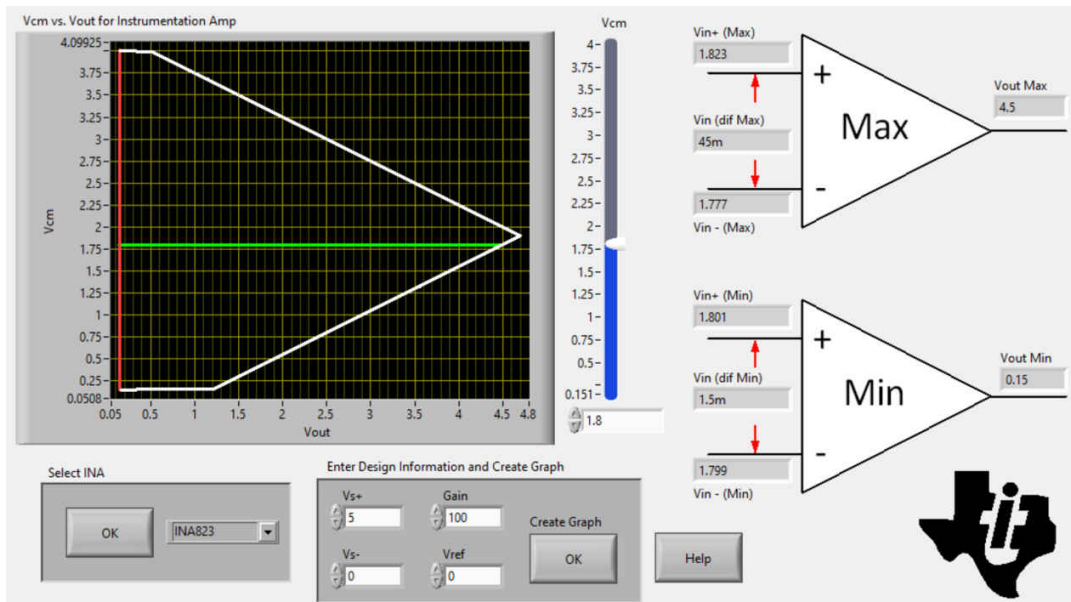 Vcm vs. Vout for Instrumentation Amp
Vcm
4.09925
3.75
3.5
3.25
3
2.75
2.5
2.25
2
1.75
1.5
1.25
1
0.75
0.5
0.25
0.0508
0.05 0.5 1 1.5 2 2.5 3 3.5 4 4.5 4.8
Vout
Vcm
4
3.75
3.5
3.25
3
2.75
2.5
2.25
2
1.75
1.5
1.25
1
0.75
0.5
0.151
1.8
Vin+ (Max)
1.823
+
Vin (dif Max)
45m
Max
-
1.777
Vin - (Max)
Vout Max
4.5
Vin+ (Min)
1.801
+
Vin (dif Min)
1.5m
Min
-
1.799
Vin - (Min)
Vout Min
0.15
Select INA
OK
INA823
Enter Design Information and Create Graph
Vs+ Gain
5 100
Create Graph
Vs- Vref
0 0
OK
Help
ti